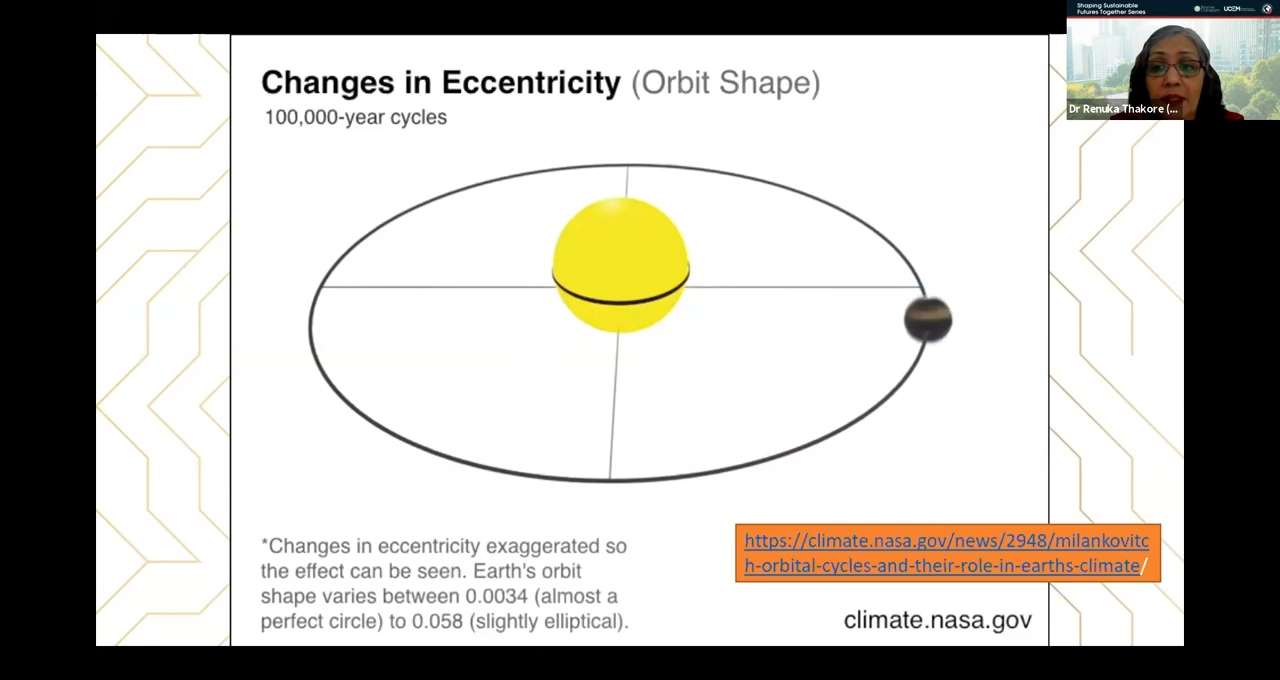 Shaping Sustainable
Futures Together Series
UCEM
Dr Renuka Thakore (...
Changes in Eccentricity (Orbit Shape)
100,000-year cycles
*Changes in eccentricity exaggerated so
the effect can be seen. Earth's orbit
shape varies between 0.0034 (almost a
perfect circle) to 0.058 (slightly elliptical).
https://climate.nasa.gov/news/2948/milankovitc
h-orbital-cycles-and-their-role-in-earths-climate/
climate.nasa.gov